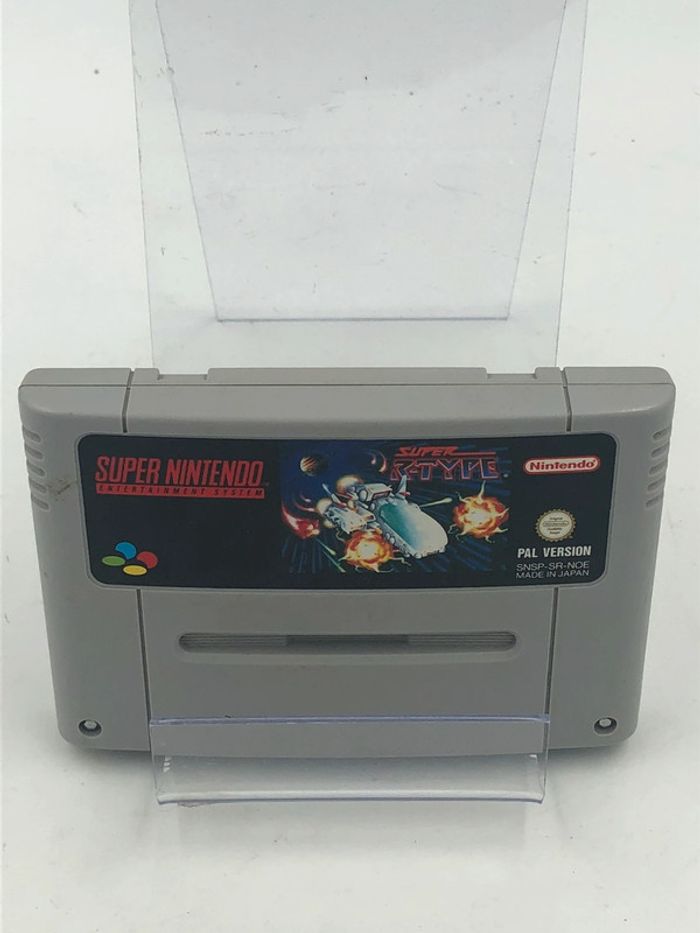 SUPER NINTENDO
ENTERTAINMENT SYSTEM
SUPER
R-TYPE
Nintendo
PAL VERSION
SNSP-SR-NOE
MADE IN JAPAN